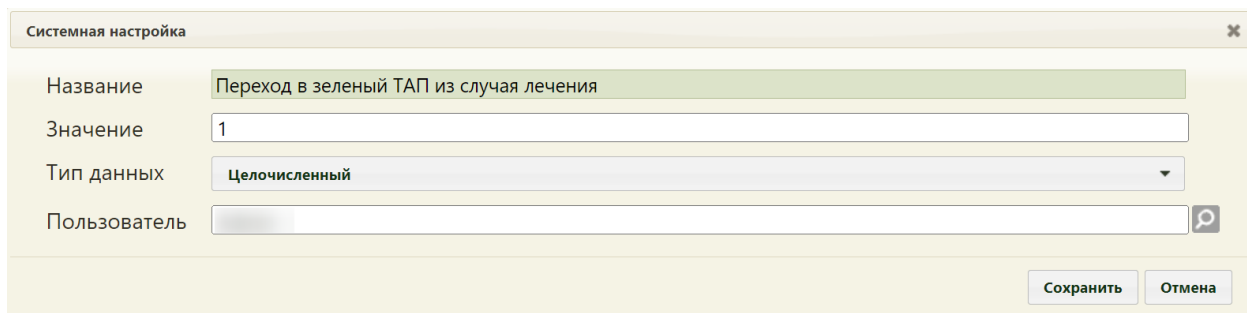 Системная настройка
Название
Переход в зеленый ТАП из случая лечения
Значение
1
Тип данных
Целочисленный
Пользователь
Сохранить
Отмена